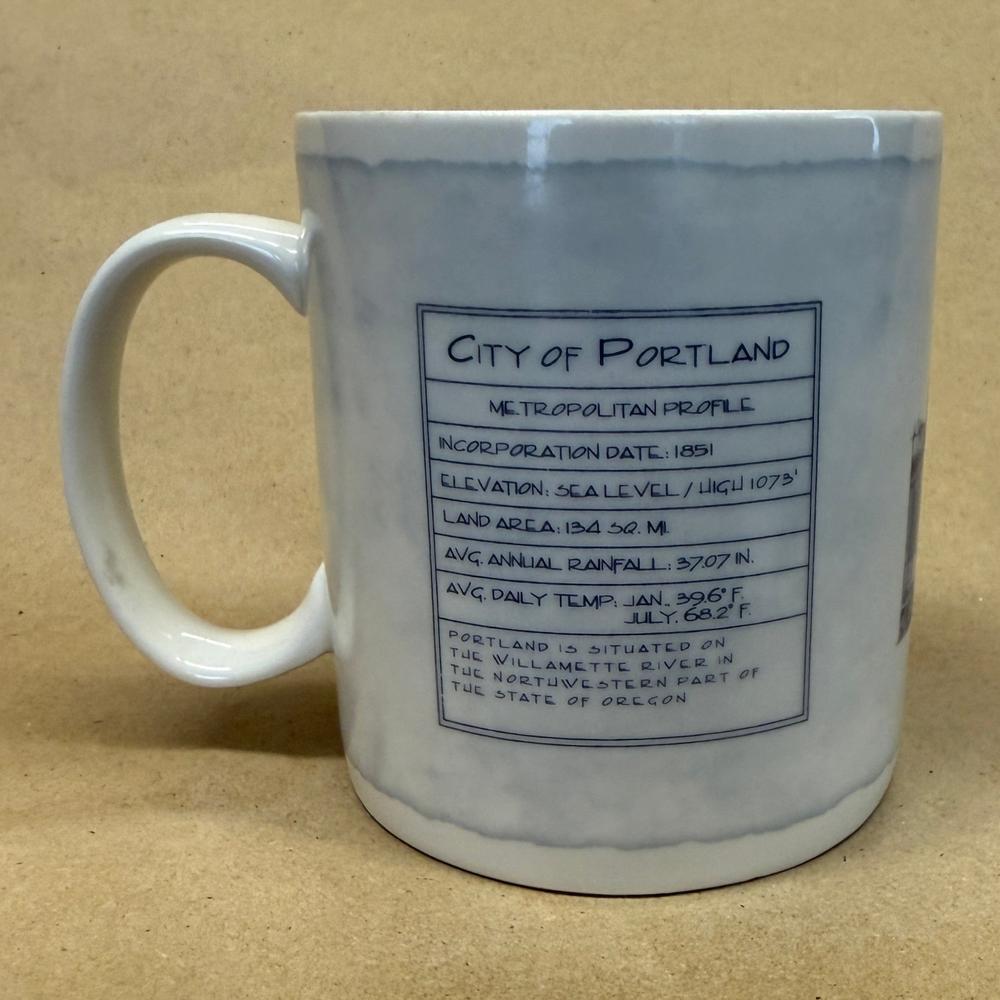 CITY OF PORTLAND
METROPOLITAN PROFILE
INCORPORATION DATE: 1851
ELEVATION: SEA LEVEL / HIGH 1073'
LAND AREA: 134 SQ. MI.
AVG. ANNUAL RAINFALL: 37.07 IN.
AVG. DAILY TEMP: JAN., 39.6° F.
JULY, 68.2° F.
PORTLAND IS SITUATED ON
THE WILLAMETTE RIVER IN
THE NORTHWESTERN PART OF
THE STATE OF OREGON